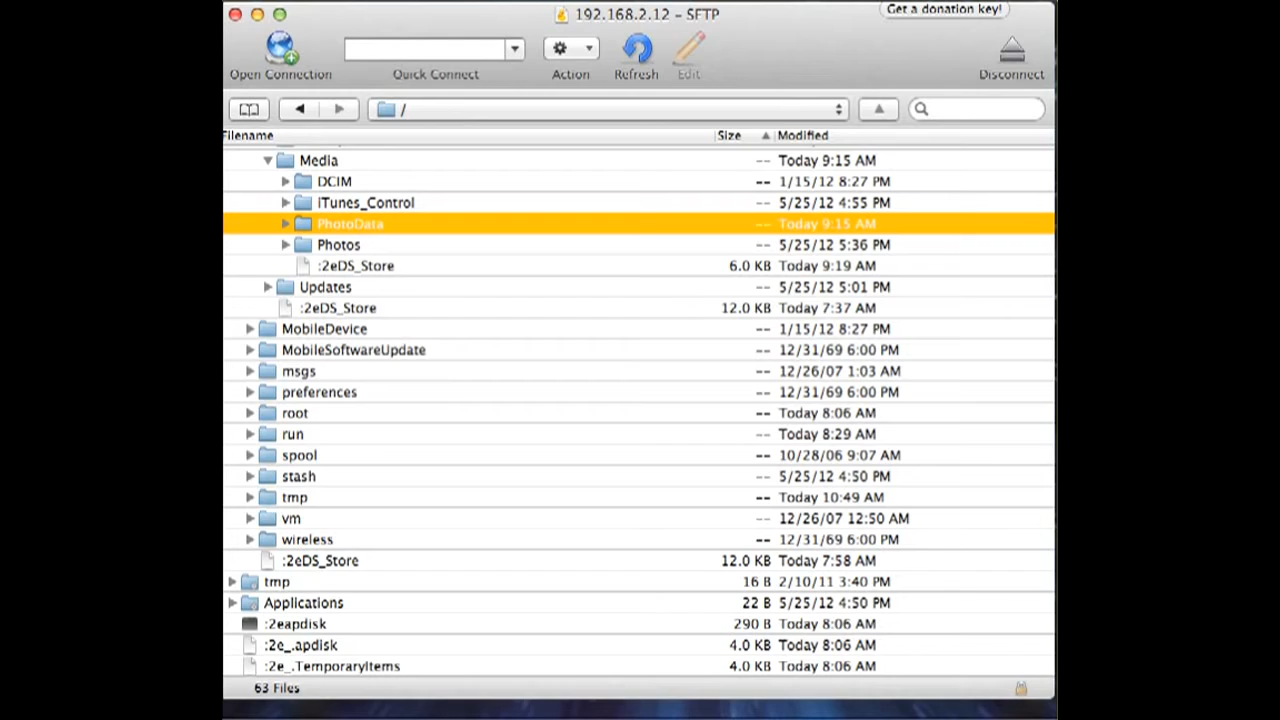 192.168.2.12 – SFTP
Get a donation key!
Open Connection
Quick Connect
Action
Refresh
Edit
Disconnect
/
Filename Size Modified
Media -- Today 9:15 AM
DCIM -- 1/15/12 8:27 PM
iTunes_Control -- 5/25/12 4:55 PM
PhotoData -- Today 9:15 AM
Photos -- 5/25/12 5:36 PM
:2eDS_Store 6.0 KB Today 9:19 AM
Updates -- 5/25/12 5:01 PM
:2eDS_Store 12.0 KB Today 7:37 AM
MobileDevice -- 1/15/12 8:27 PM
MobileSoftwareUpdate -- 12/31/69 6:00 PM
msgs -- 12/26/07 1:03 AM
preferences -- 12/31/69 6:00 PM
root -- Today 8:06 AM
run -- Today 8:29 AM
spool -- 10/28/06 9:07 AM
stash -- 5/25/12 4:50 PM
tmp -- Today 10:49 AM
vm -- 12/26/07 12:50 AM
wireless -- 12/31/69 6:00 PM
:2eDS_Store 12.0 KB Today 7:58 AM
tmp 16 B 2/10/11 3:40 PM
Applications 22 B 5/25/12 4:50 PM
:2eapdisk 290 B Today 8:06 AM
:2e_.apdisk 4.0 KB Today 8:06 AM
:2e_.TemporaryItems 4.0 KB Today 8:06 AM
63 Files